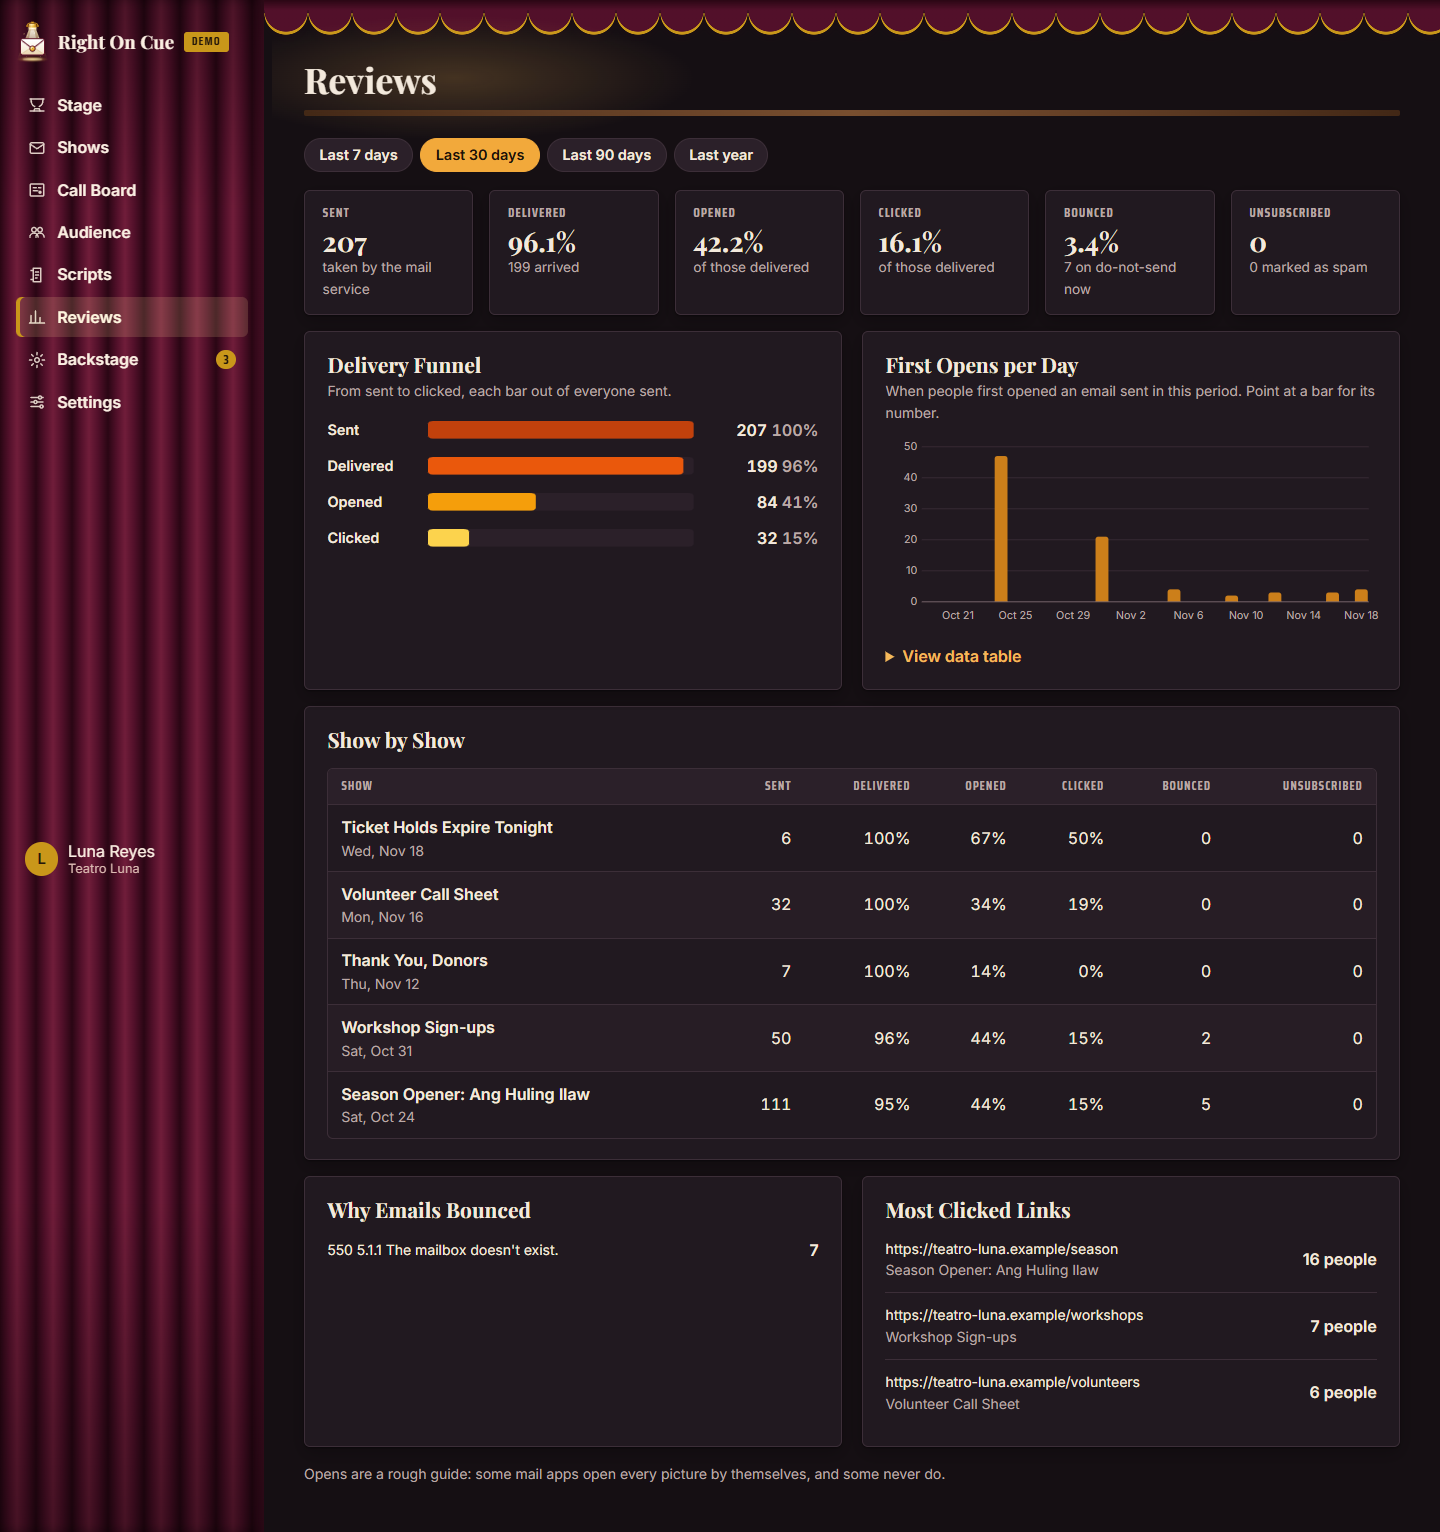 Right On Cue DEMO
Stage
Shows
Call Board
Audience
Scripts
Reviews
Backstage 3
Settings
L
Luna Reyes
Teatro Luna
Reviews
Last 7 days Last 30 days Last 90 days Last year
SENT
207
taken by the mail
service
DELIVERED
96.1%
199 arrived
OPENED
42.2%
of those delivered
CLICKED
16.1%
of those delivered
BOUNCED
3.4%
7 on do-not-send
now
UNSUBSCRIBED
0
0 marked as spam
Delivery Funnel
From sent to clicked, each bar out of everyone sent.
Sent 207 100%
Delivered 199 96%
Opened 84 41%
Clicked 32 15%
First Opens per Day
When people first opened an email sent in this period. Point at a bar for its
number.
50
40
30
20
10
0
Oct 21 Oct 25 Oct 29 Nov 2 Nov 6 Nov 10 Nov 14 Nov 18
View data table
Show by Show
SHOW SENT DELIVERED OPENED CLICKED BOUNCED UNSUBSCRIBED
Ticket Holds Expire Tonight
Wed, Nov 18
6 100% 67% 50% 0 0
Volunteer Call Sheet
Mon, Nov 16
32 100% 34% 19% 0 0
Thank You, Donors
Thu, Nov 12
7 100% 14% 0% 0 0
Workshop Sign-ups
Sat, Oct 31
50 96% 44% 15% 2 0
Season Opener: Ang Huling Ilaw
Sat, Oct 24
111 95% 44% 15% 5 0
Why Emails Bounced
550 5.1.1 The mailbox doesn't exist. 7
Most Clicked Links
https://teatro-luna.example/season
Season Opener: Ang Huling Ilaw
16 people
https://teatro-luna.example/workshops
Workshop Sign-ups
7 people
https://teatro-luna.example/volunteers
Volunteer Call Sheet
6 people
Opens are a rough guide: some mail apps open every picture by themselves, and some never do.